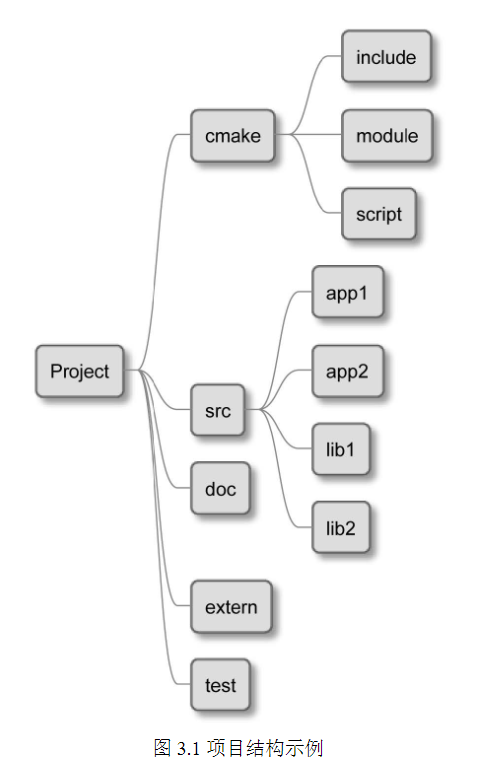 include
cmake
module
script
app1
Project
app2
src
lib1
doc
lib2
extern
test
图 3.1 项目结构示例